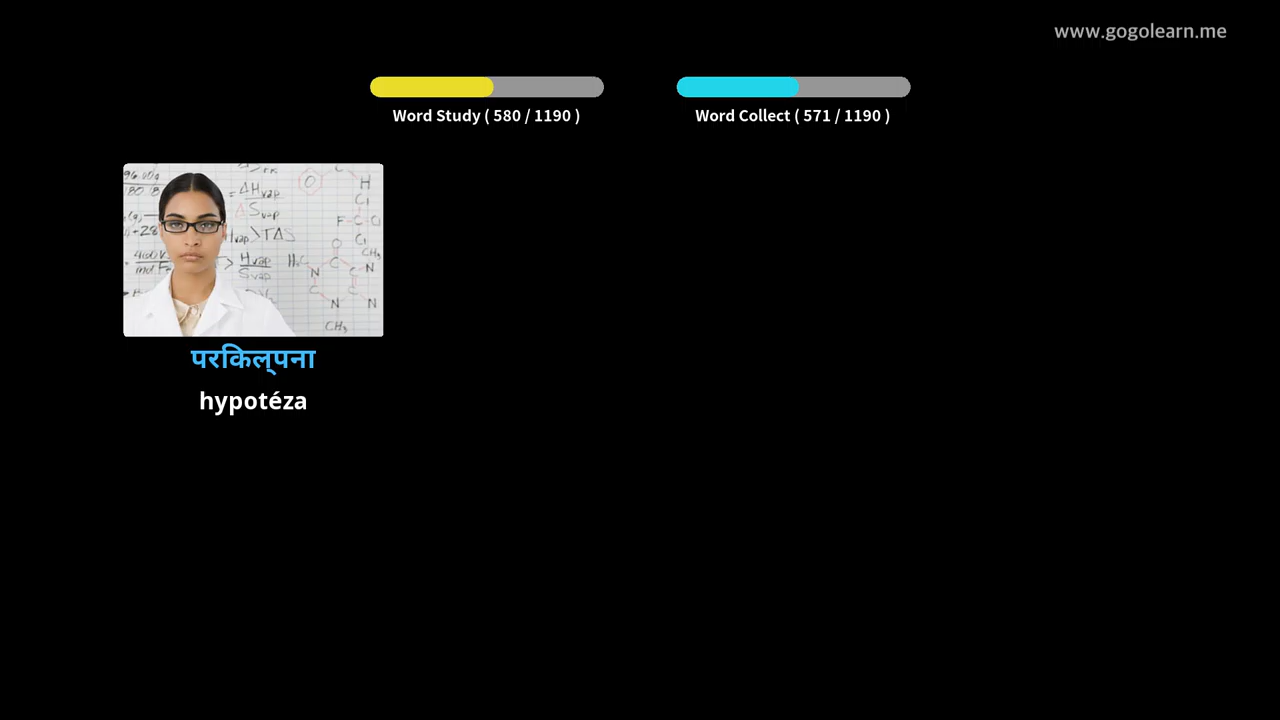 www.gogolearn.me
Word Study ( 580 / 1190 )
Word Collect ( 571 / 1190 )
परिकल्पना
hypotéza